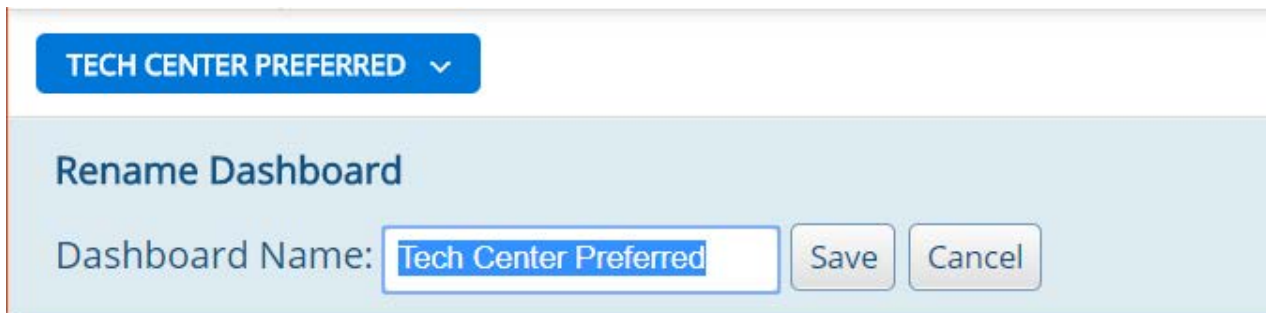 TECH CENTER PREFERRED
Rename Dashboard
Dashboard Name: Tech Center Preferred Save Cancel